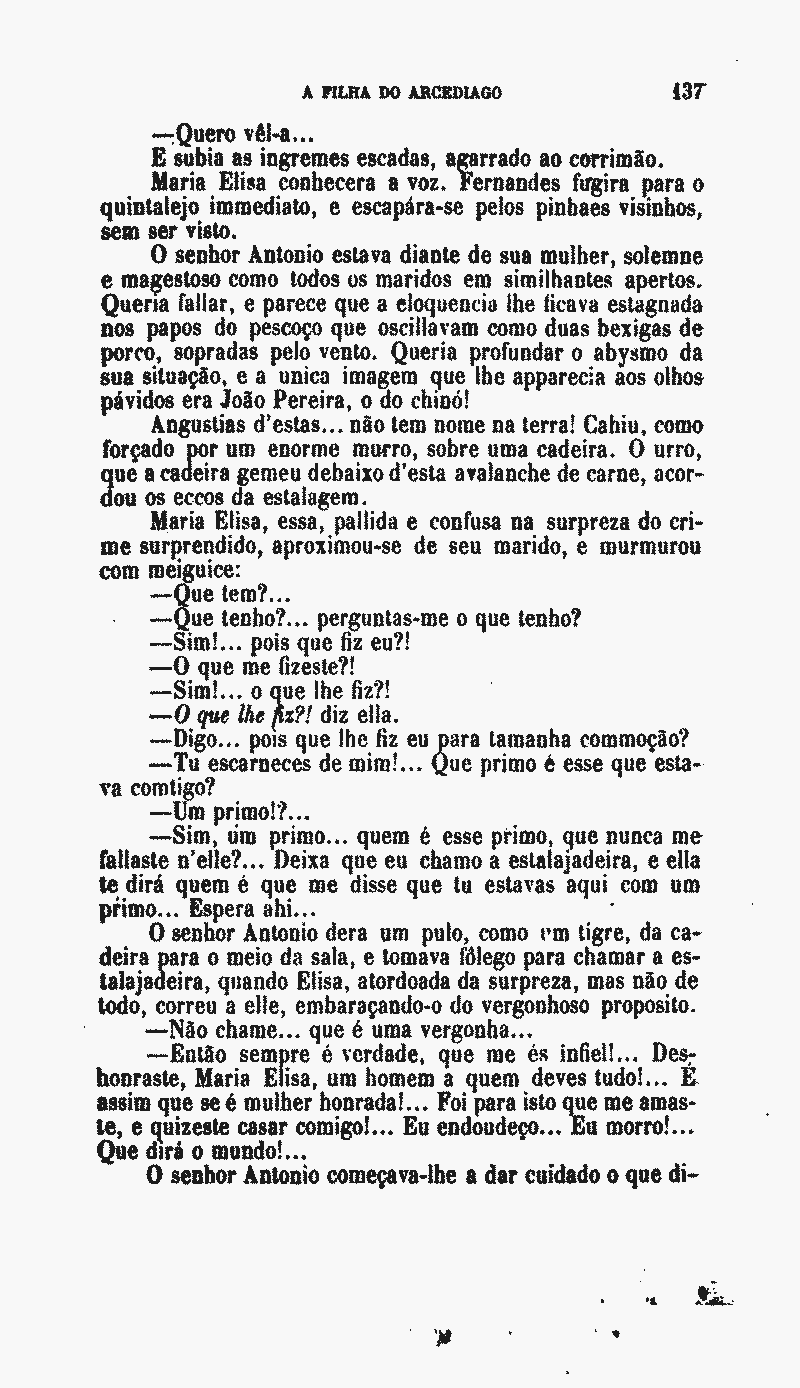 A FILHA DO ARCEDIAGO 137
—Quero vêl-a...
E subia as ingremes escadas, agarrado ao corrimão.
Maria Elisa conhecera a voz. Fernandes fugira para o
quintalejo immediato, e escapára-se pelos pinhaes visinhos,
sem ser visto.
O senhor Antonio estava diante de sua mulher, solemne
e magestoso como todos os maridos em similhantes apertos.
Queria fallar, e parece que a eloquencia lhe ficava estagnada
nos papos do pescoço que oscillavam como duas bexigas de
porco, sopradas pelo vento. Queria profundar o abysmo da
sua situação, e a unica imagem que lhe apparecia aos olhos
pávidos era João Pereira, o do chinó!
Angustias d'estas... não tem nome na terra! Cahiu, como
forçado por um enorme murro, sobre uma cadeira. O urro,
que a cadeira gemeu debaixo d'esta avalanche de carne, acor-
dou os eccos da estalagem.
Maria Elisa, essa, pallida e confusa na surpreza do cri-
me surprendido, aproximou-se de seu marido, e murmurou
com meiguice:
—Que tem?...
—Que tenho?... perguntas-me o que tenho?
—Sim!... pois que fiz eu?!
—O que me fizeste?!
—Sim!... o que lhe fiz?!
—O que lhe fiz?! diz ella.
—Digo... pois que lhe fiz eu para tamanha commoção?
—Tu escarneces de mim!... Que primo é esse que esta-
va comtigo?
—Um primo!?...
—Sim, um primo... quem é esse primo, que nunca me
fallaste n'elle?... Deixa que eu chamo a estalajadeira, e ella
te dirá quem é que me disse que tu estavas aqui com um
primo... Espera ahi...
O senhor Antonio dera um pulo, como um tigre, da ca-
deira para o meio da sala, e tomava fôlego para chamar a es-
talajadeira, quando Elisa, atordoada da surpreza, mas não de
todo, correu a elle, embaraçando-o do vergonhoso proposito.
—Não chame... que é uma vergonha...
—Então sempre é verdade, que me és infiel!... Des-
honraste, Maria Elisa, um homem a quem deves tudo!... É
assim que se é mulher honrada!... Foi para isto que me amas-
te, e quizeste casar comigo!... Eu endoudeço... Eu morro!...
Que dirá o mundo!...
O senhor Antonio começava-lhe a dar cuidado o que di-